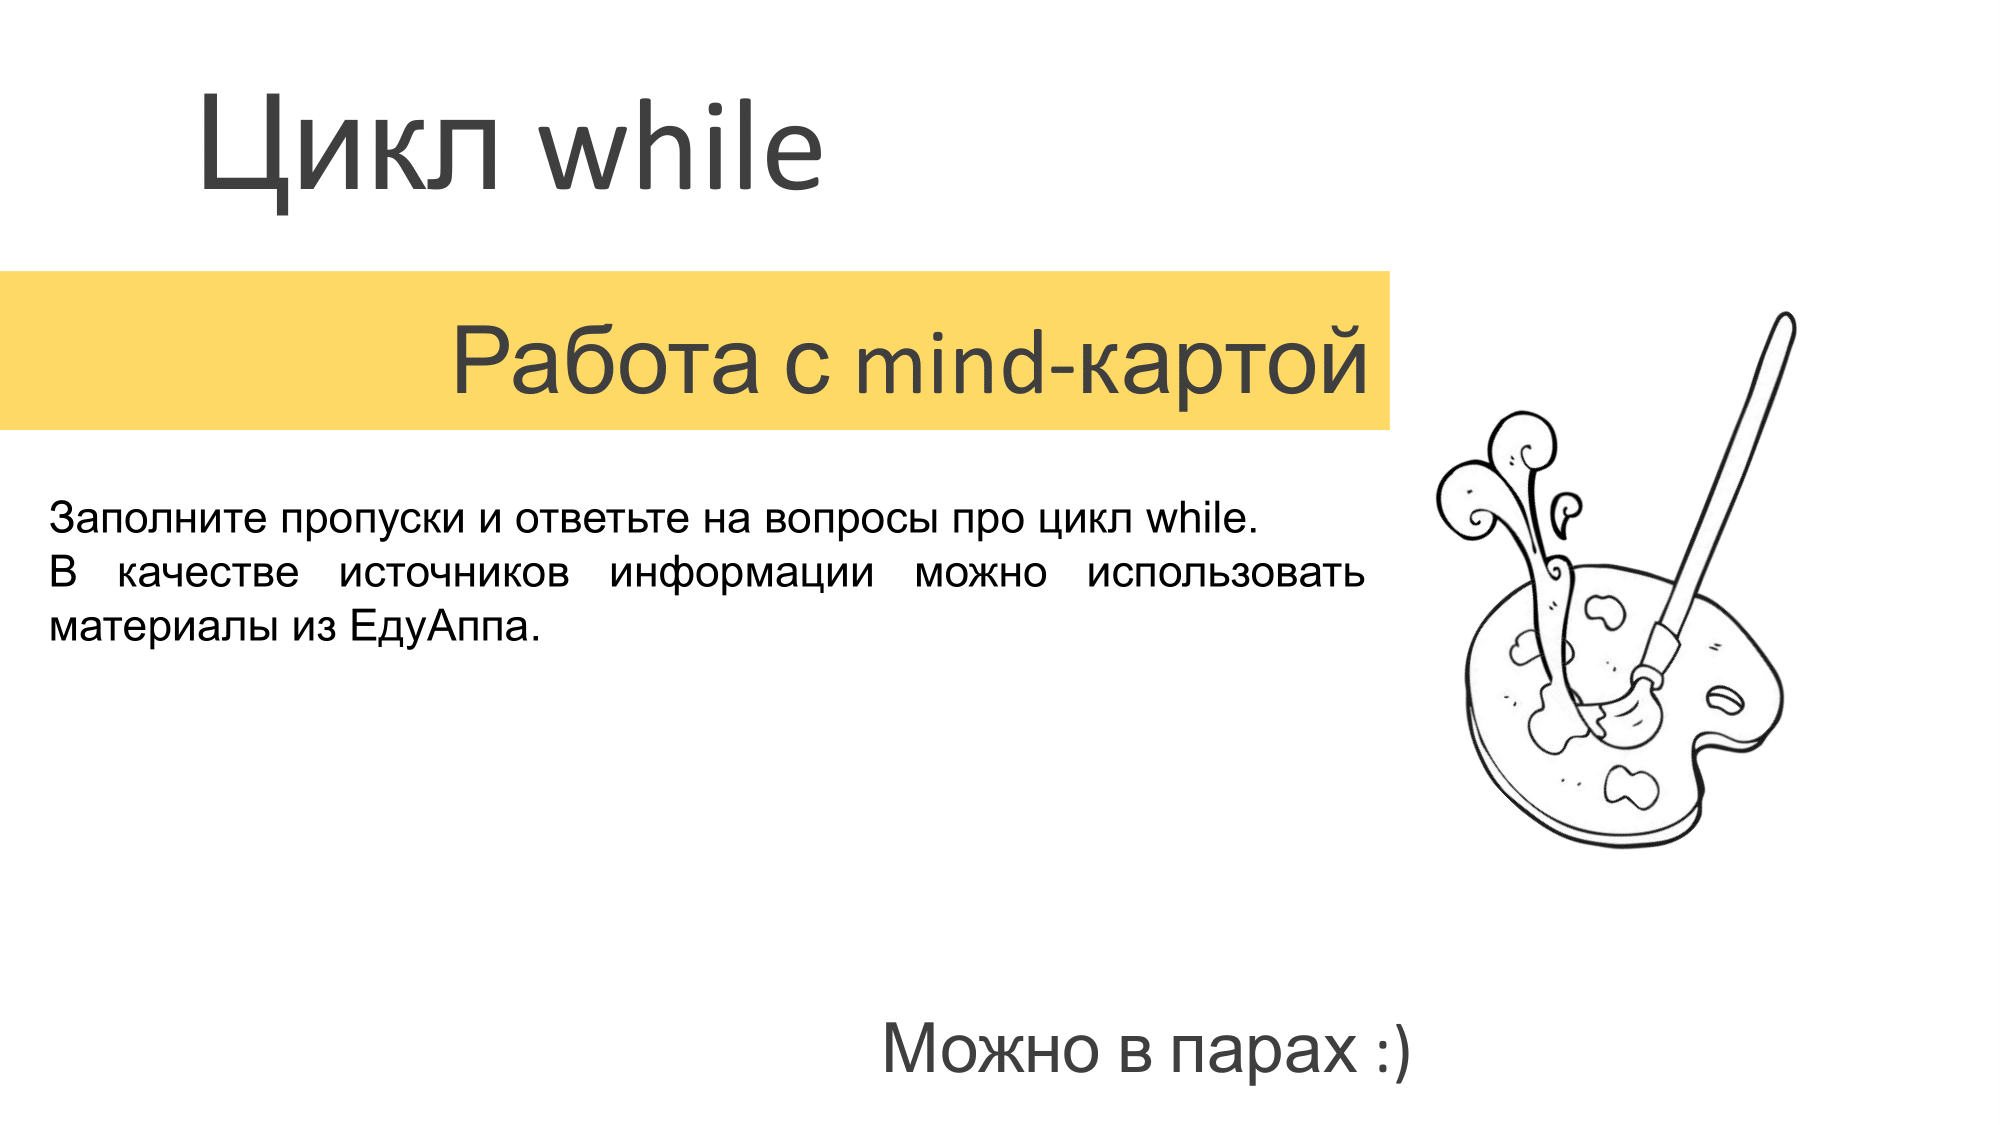 Цикл while
Работа с mind-картой
Заполните пропуски и ответьте на вопросы про цикл while.
В качестве источников информации можно использовать
материалы из ЕдуАппа.
Можно в парах :)